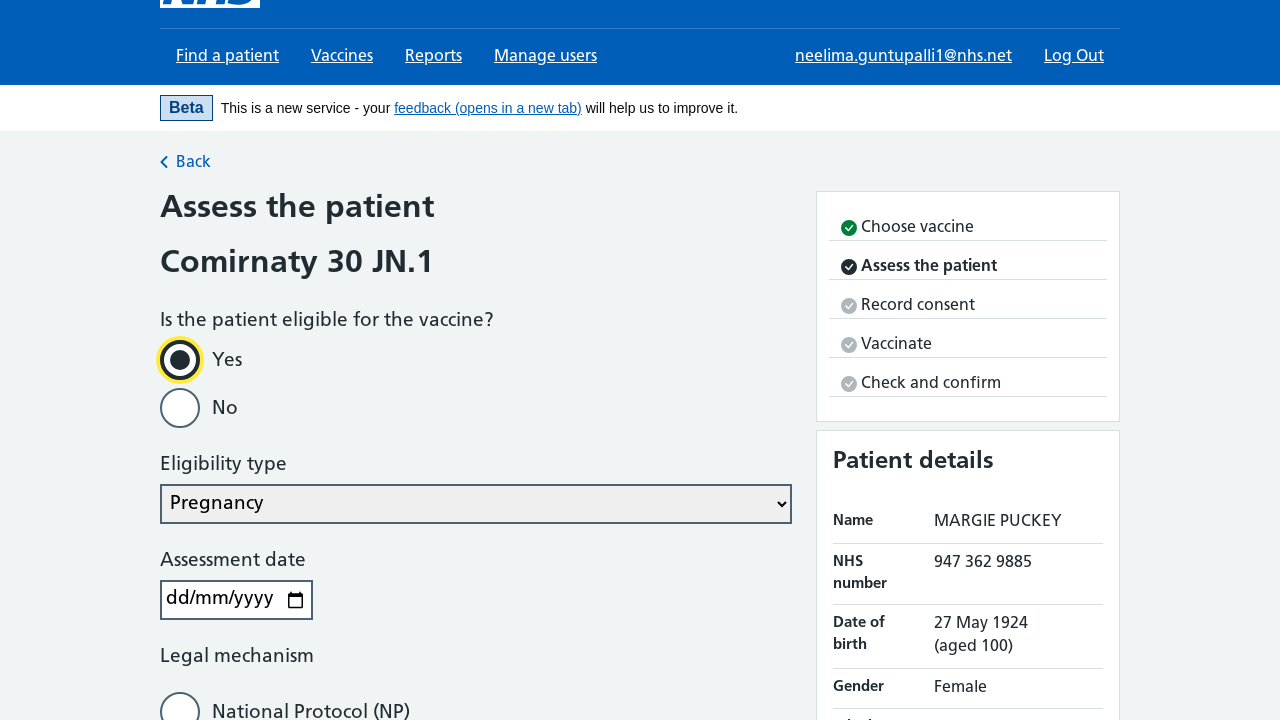 NHS
Find a patient Vaccines Reports Manage users neelima.guntupalli1@nhs.net Log Out
Beta This is a new service - your feedback (opens in a new tab) will help us to improve it.
Back
Assess the patient
Comirnaty 30 JN.1
Is the patient eligible for the vaccine?
Yes
No
Eligibility type
Pregnancy
Assessment date
dd/mm/yyyy
Legal mechanism
National Protocol (NP)
Choose vaccine
Assess the patient
Record consent
Vaccinate
Check and confirm
Patient details
Name MARGIE PUCKEY
NHS number 947 362 9885
Date of birth 27 May 1924 (aged 100)
Gender Female